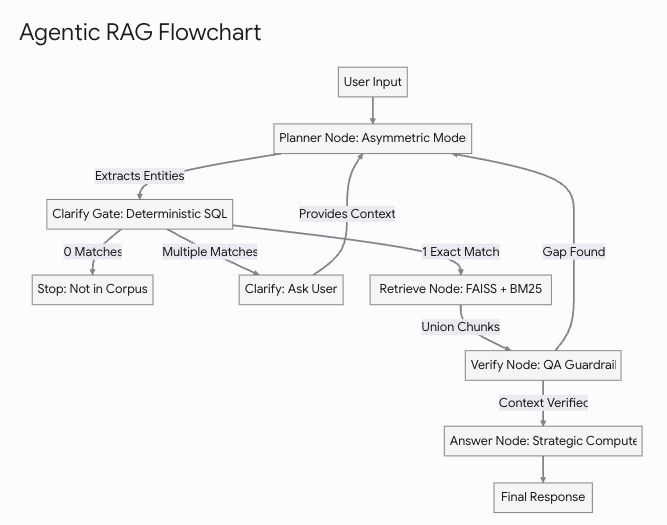 Agentic RAG Flowchart
User Input
Planner Node: Asymmetric Mode
Extracts Entities
Clarify Gate: Deterministic SQL
Provides Context
0 Matches
Multiple Matches
1 Exact Match
Gap Found
Stop: Not in Corpus
Clarify: Ask User
Retrieve Node: FAISS + BM25
Union Chunks
Verify Node: QA Guardrail
Context Verified
Answer Node: Strategic Compute
Final Response